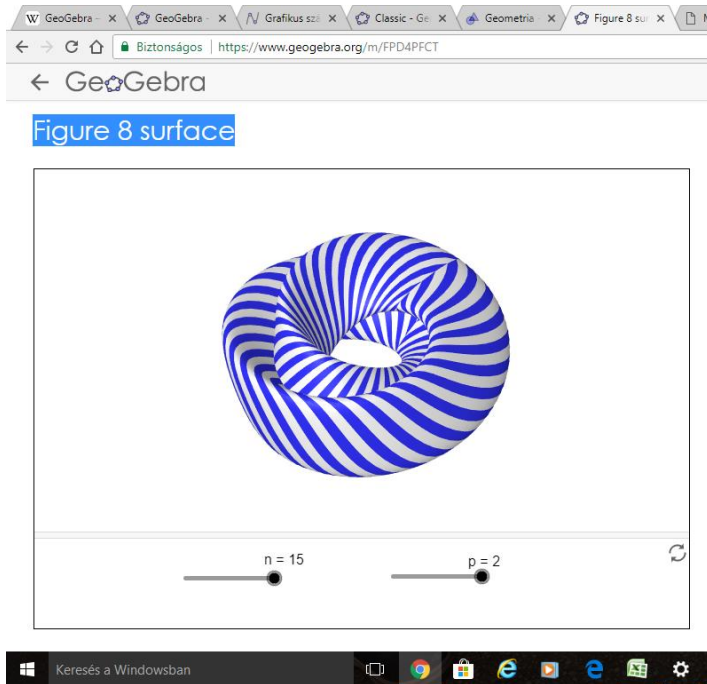 GeoGebra -
GeoGebra -
Grafikus szá
Classic - Ge
Geometria
Figure 8 sur
Biztonságos | https://www.geogebra.org/m/FPD4PFCT
GeoGebra
Figure 8 surface
n = 15
p = 2
Keresés a Windowsban